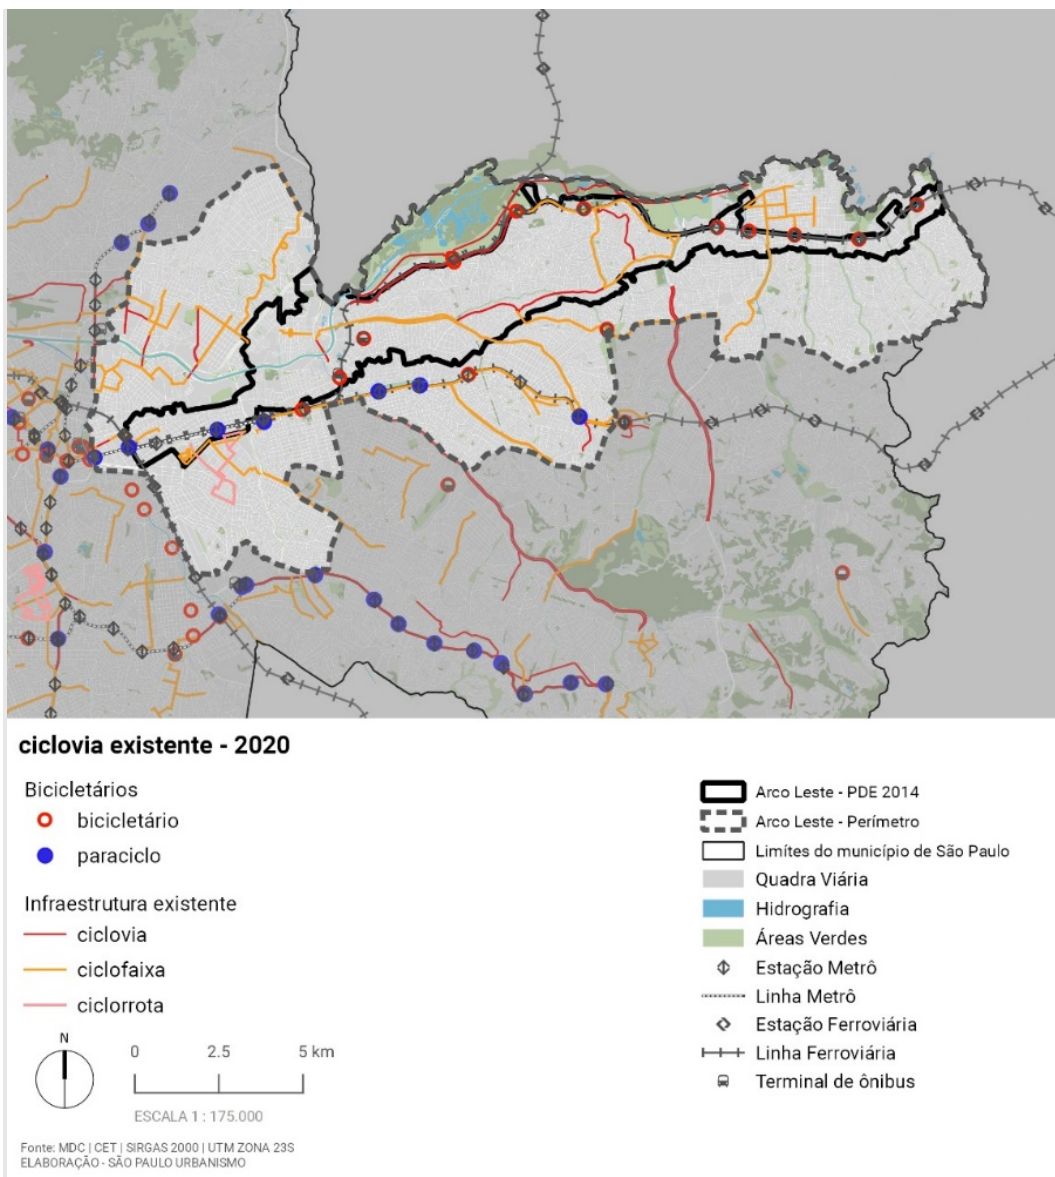 ciclovia existente - 2020
Bicicletários
bicicletário
paraciclo
Infraestrutura existente
ciclovia
ciclofaixa
ciclorrota
N
0 2.5 5 km
ESCALA 1 : 175.000
Fonte: MDC | CET | SIRGAS 2000 | UTM ZONA 23S
ELABORAÇÃO - SÃO PAULO URBANISMO
Arco Leste - PDE 2014
Arco Leste - Perímetro
Limítes do município de São Paulo
Quadra Viária
Hidrografia
Áreas Verdes
Estação Metrô
Linha Metrô
Estação Ferroviária
Linha Ferroviária
Terminal de ônibus